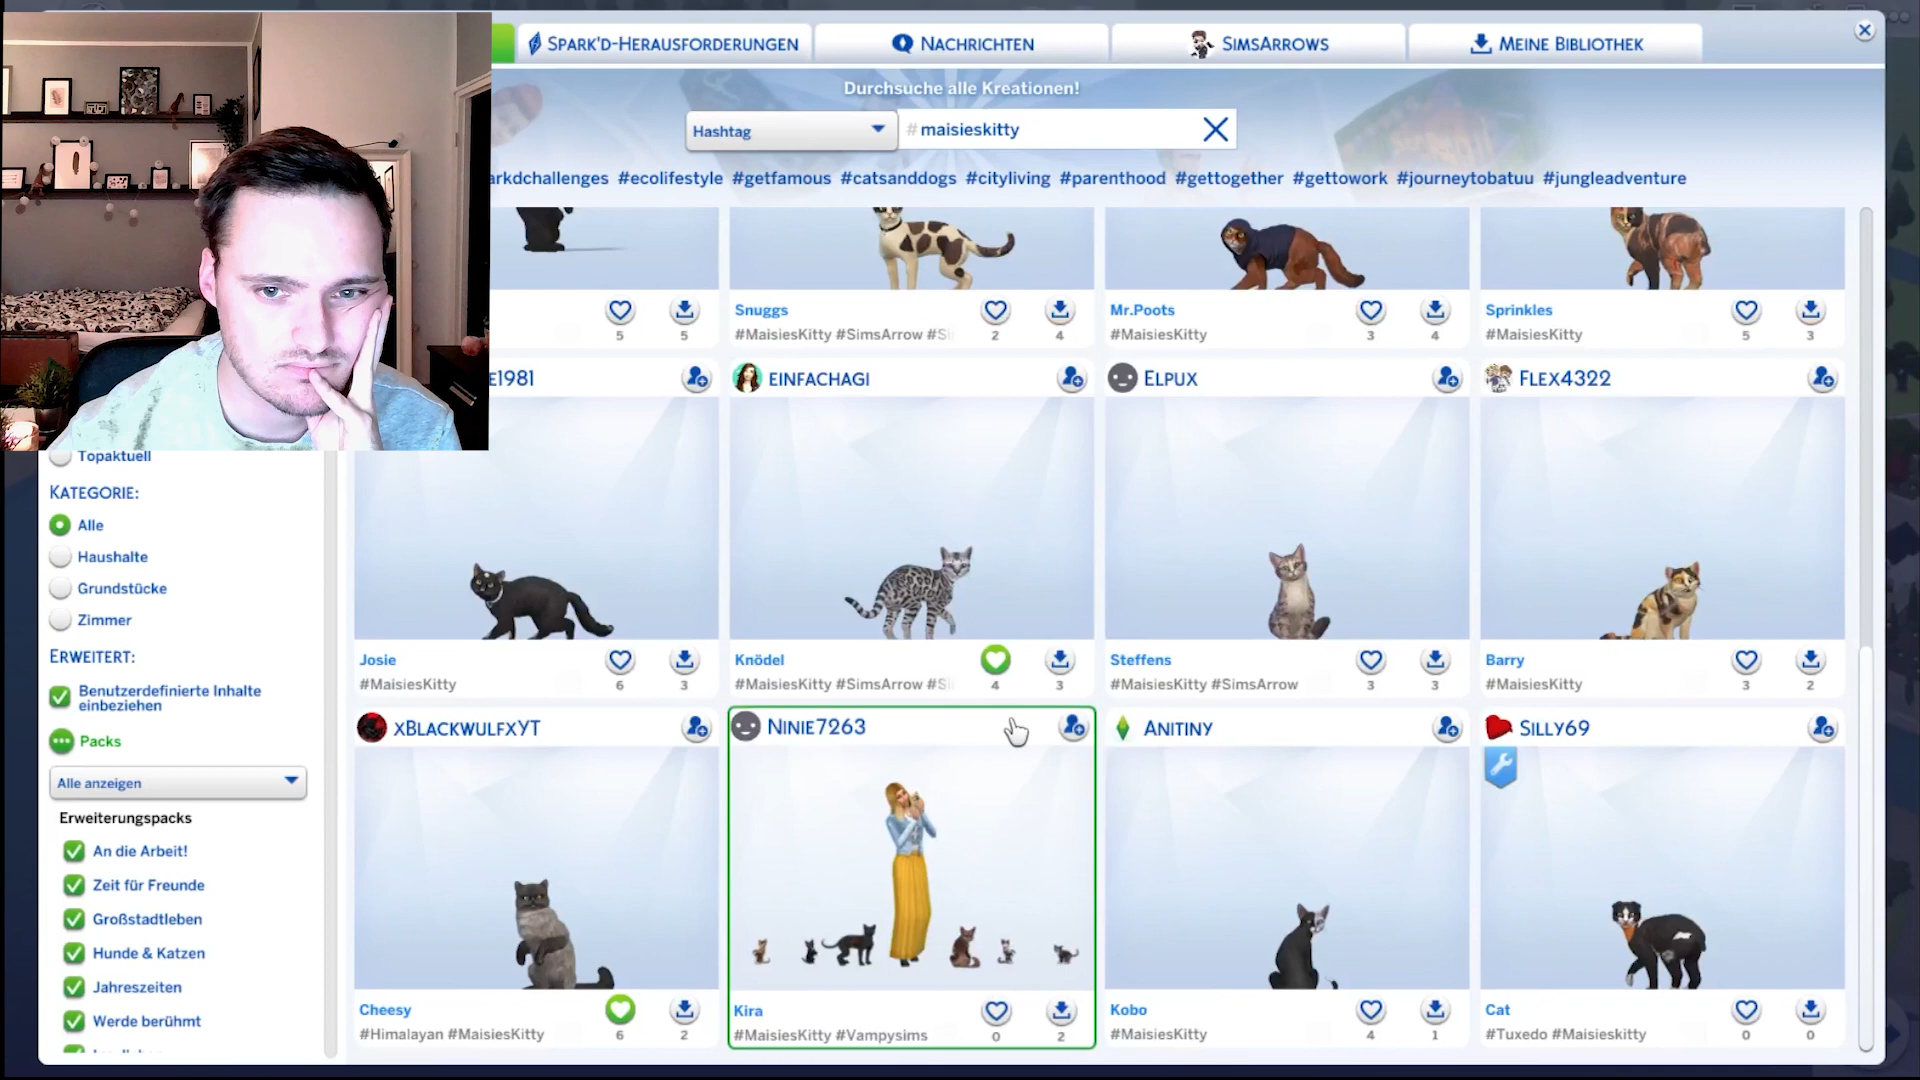 Spark'd-Herausforderungen
Nachrichten
SimsArrows
Meine Bibliothek
Durchsuche alle Kreationen!
Hashtag
# maisieskitty
arkdchallenges #ecolifestyle #getfamous #catsanddogs #cityliving #parenthood #gettogether #gettowork #journeytobatuu #jungleadventure
5 5
Snuggs
#MaisiesKitty #SimsArrow #Si
2 4
Mr.Poots
#MaisiesKitty
3 4
Sprinkles
#MaisiesKitty
5 3
e1981
einfachAgi
Elpux
Flex4322
Josie
#MaisiesKitty
6 3
Knödel
#MaisiesKitty #SimsArrow #Si
4 3
Steffens
#MaisiesKitty #SimsArrow
3 3
Barry
#MaisiesKitty
3 2
xBlackwulfxYT
Ninie7263
Anitiny
Silly69
Cheesy
#Himalayan #MaisiesKitty
6 2
Kira
#MaisiesKitty #Vampysims
0 2
Kobo
#MaisiesKitty
4 1
Cat
#Tuxedo #Maisieskitty
0 0
Topaktuell
Kategorie:
Alle
Haushalte
Grundstücke
Zimmer
Erweitert:
Benutzerdefinierte Inhalte
einbeziehen
Packs
Alle anzeigen
Erweiterungspacks
An die Arbeit!
Zeit für Freunde
Großstadtleben
Hunde & Katzen
Jahreszeiten
Werde berühmt